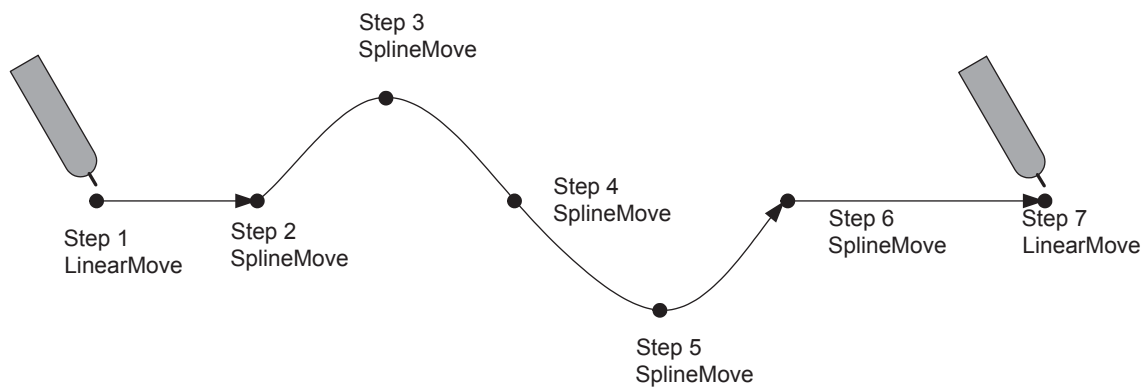 Step 3
SplineMove
Step 4
SplineMove
Step 1
LinearMove
Step 2
SplineMove
Step 6
SplineMove
Step 7
LinearMove
Step 5
SplineMove